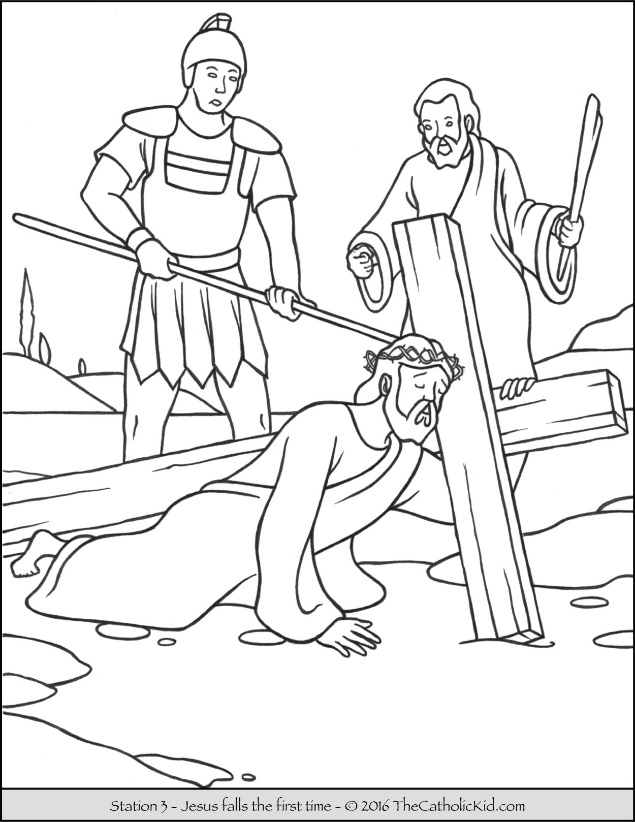 Station 3 - Jesus falls the first time - © 2016 TheCatholicKid.com